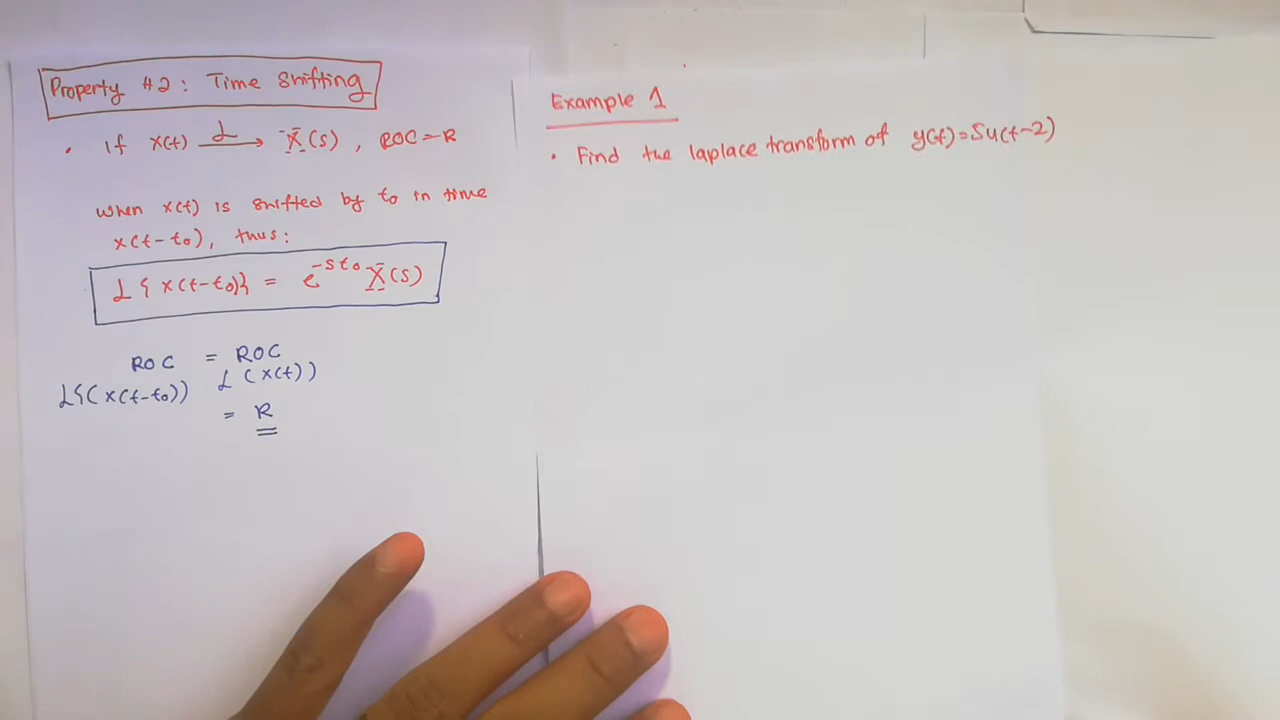 Property #2: Time Shifting
• If x(t) L→ X(s), ROC=R
when x(t) is shifted by t0 in time
x(t-t0), thus:
L{x(t-t0)} = e^-st0 X(s)
ROC = ROC
L{(x(t-t0)) L(x(t))
= R
Example 1
• Find the laplace transform of y(t)=5u(t-2)